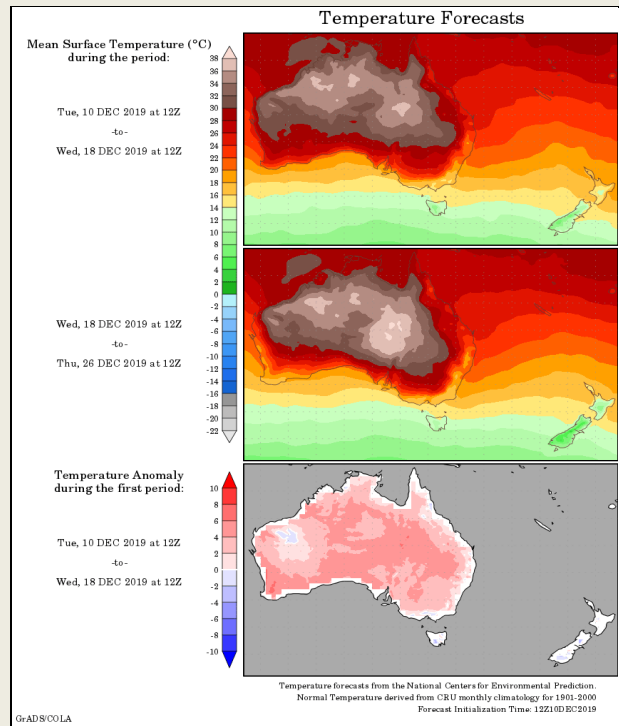 Temperature Forecasts
Mean Surface Temperature (°C)
during the period:
Tue, 10 DEC 2019 at 12Z
-to-
Wed, 18 DEC 2019 at 12Z
38
36
34
32
30
28
26
24
22
20
18
16
14
12
10
8
6
4
2
0
-2
-4
-6
-8
-10
-12
-14
-16
-18
-20
-22
Wed, 18 DEC 2019 at 12Z
-to-
Thu, 26 DEC 2019 at 12Z
Temperature Anomaly
during the first period:
Tue, 10 DEC 2019 at 12Z
-to-
Wed, 18 DEC 2019 at 12Z
10
8
6
4
2
0
-2
-4
-6
-8
-10
Temperature forecasts from the National Centers for Environmental Prediction.
Normal Temperature derived from CRU monthly climatology for 1901-2000
Forecast Initialization Time: 12Z10DEC2019
GrADS/COLA